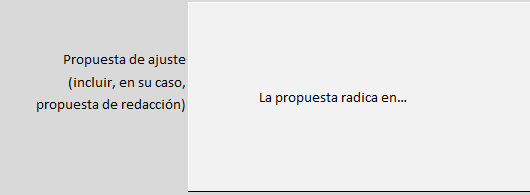 Propuesta de ajuste
(incluir, en su caso,
propuesta de redacción)
La propuesta radica en...